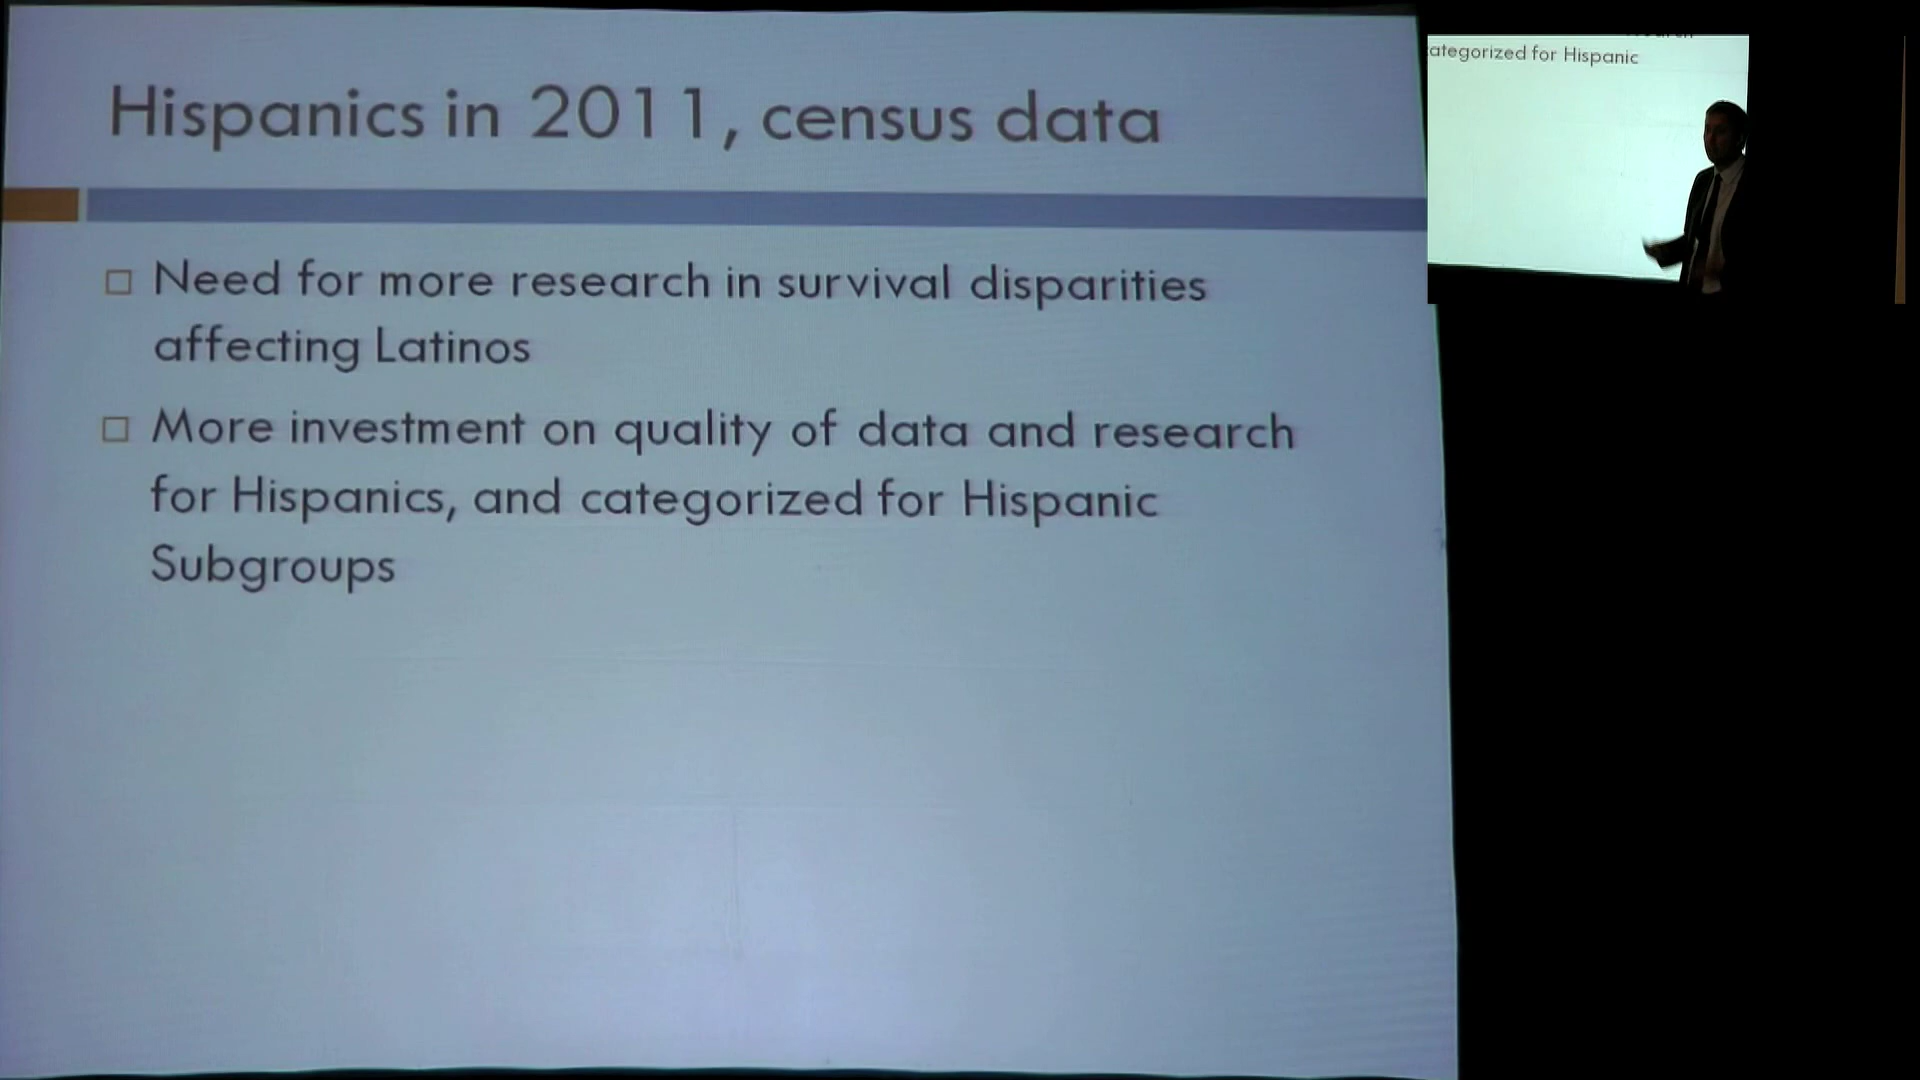 Hispanics in 2011, census data
Need for more research in survival disparities
affecting Latinos
More investment on quality of data and research
for Hispanics, and categorized for Hispanic
Subgroups
ategorized for Hispanic